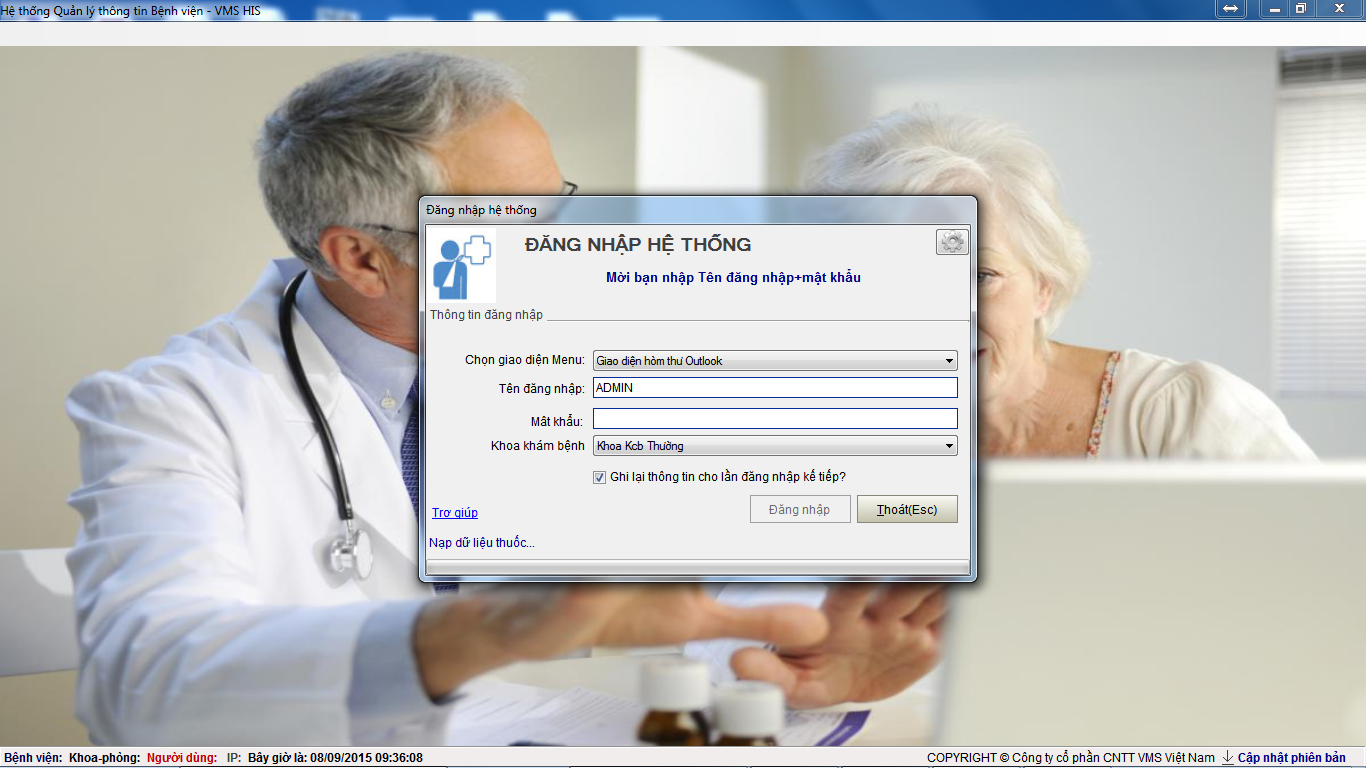 Hệ thống Quản lý thông tin Bệnh viện - VMS HIS
Đăng nhập hệ thống
ĐĂNG NHẬP HỆ THỐNG
Mời bạn nhập Tên đăng nhập+mật khẩu
Thông tin đăng nhập
Chọn giao diện Menu: Giao diện hòm thư Outlook
Tên đăng nhập: ADMIN
Mât khẩu:
Khoa khám bệnh Khoa Kcb Thường
Ghi lại thông tin cho lần đăng nhập kế tiếp?
Trợ giúp Đăng nhập Thoát(Esc)
Nạp dữ liệu thuốc...
Bệnh viện: Khoa-phòng: Người dùng: IP: Bây giờ là: 08/09/2015 09:36:08 COPYRIGHT © Công ty cổ phần CNTT VMS Việt Nam Cập nhật phiên bản